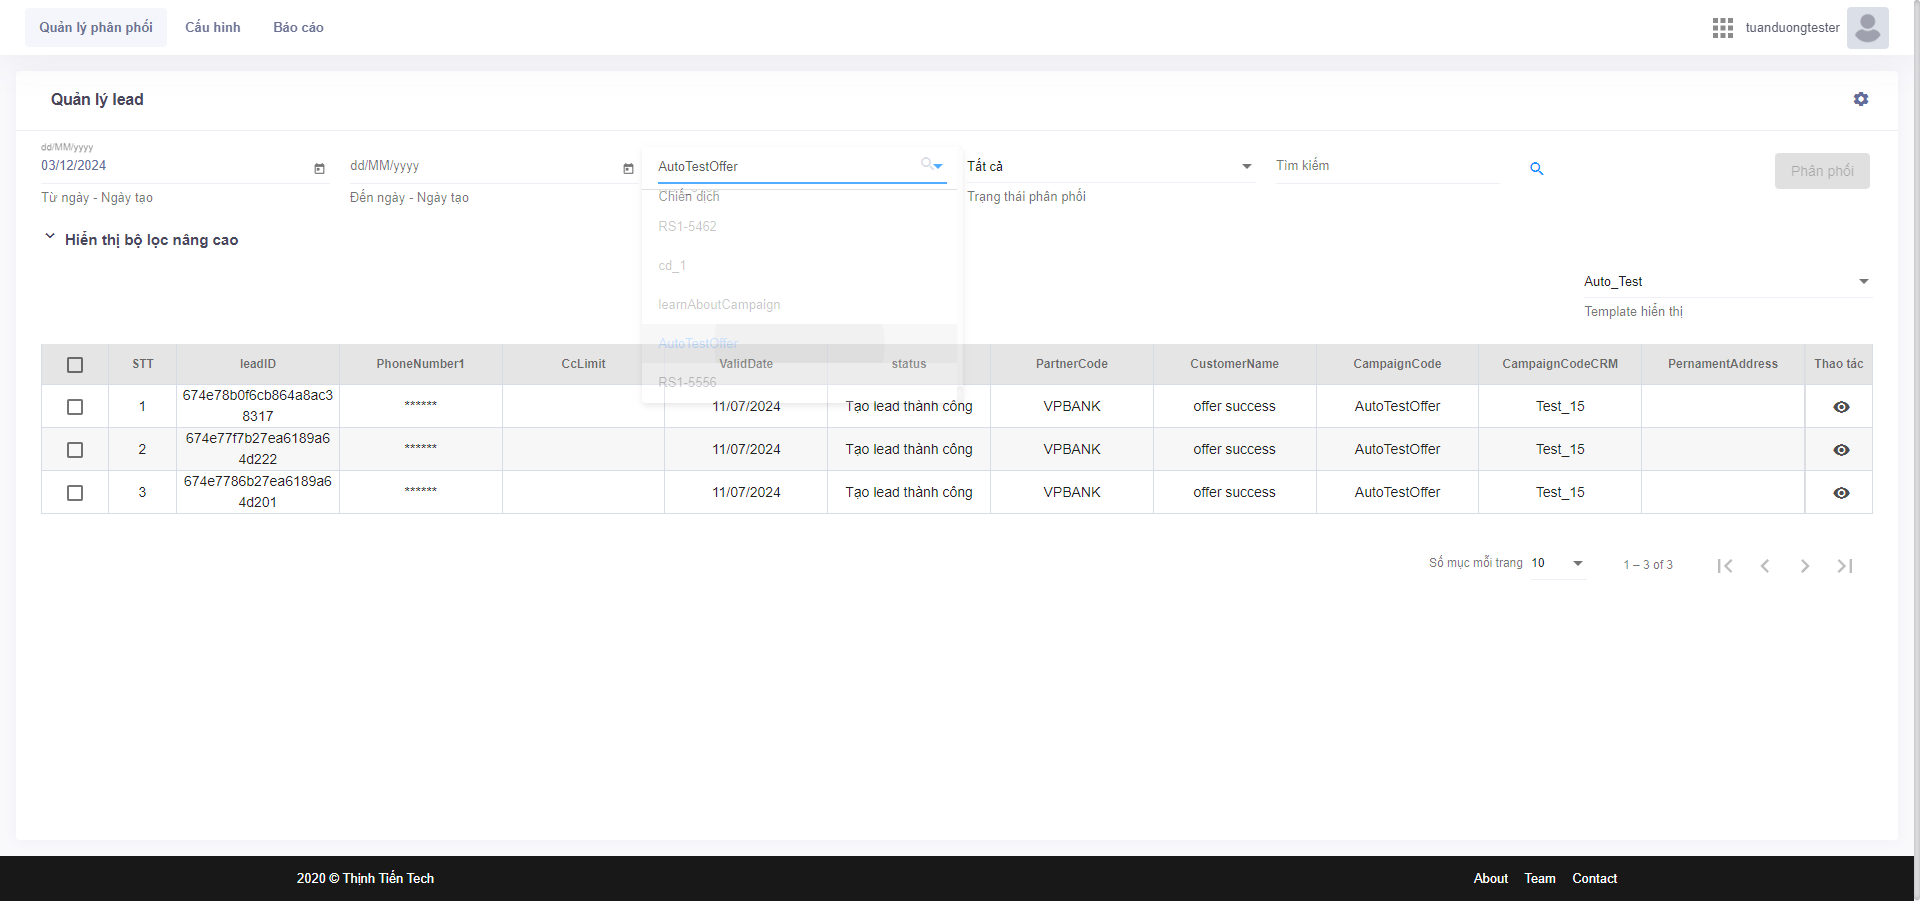 Quản lý phân phối Cấu hình Báo cáo tuanduongtester
Quản lý lead
dd/MM/yyyy
03/12/2024 dd/MM/yyyy AutoTestOffer Tất cả Tìm kiếm Phân phối
Từ ngày - Ngày tạo Đến ngày - Ngày tạo Chiến dịch Trạng thái phân phối
RS1-5462
Hiển thị bộ lọc nâng cao
cd_1
Auto_Test
learnAboutCampaign
Template hiển thị
AutoTestOffer
STT leadID PhoneNumber1 CcLimit ValidDate status PartnerCode CustomerName CampaignCode CampaignCodeCRM PernamentAddress Thao tác
RS1-5556
674e78b0f6cb864a8ac3
1 ****** 11/07/2024 Tạo lead thành công VPBANK offer success AutoTestOffer Test_15
8317
674e77f7b27ea6189a6
2 ****** 11/07/2024 Tạo lead thành công VPBANK offer success AutoTestOffer Test_15
4d222
674e7786b27ea6189a6
3 ****** 11/07/2024 Tạo lead thành công VPBANK offer success AutoTestOffer Test_15
4d201
Số mục mỗi trang 10 1 – 3 of 3
2020 © Thịnh Tiến Tech About Team Contact